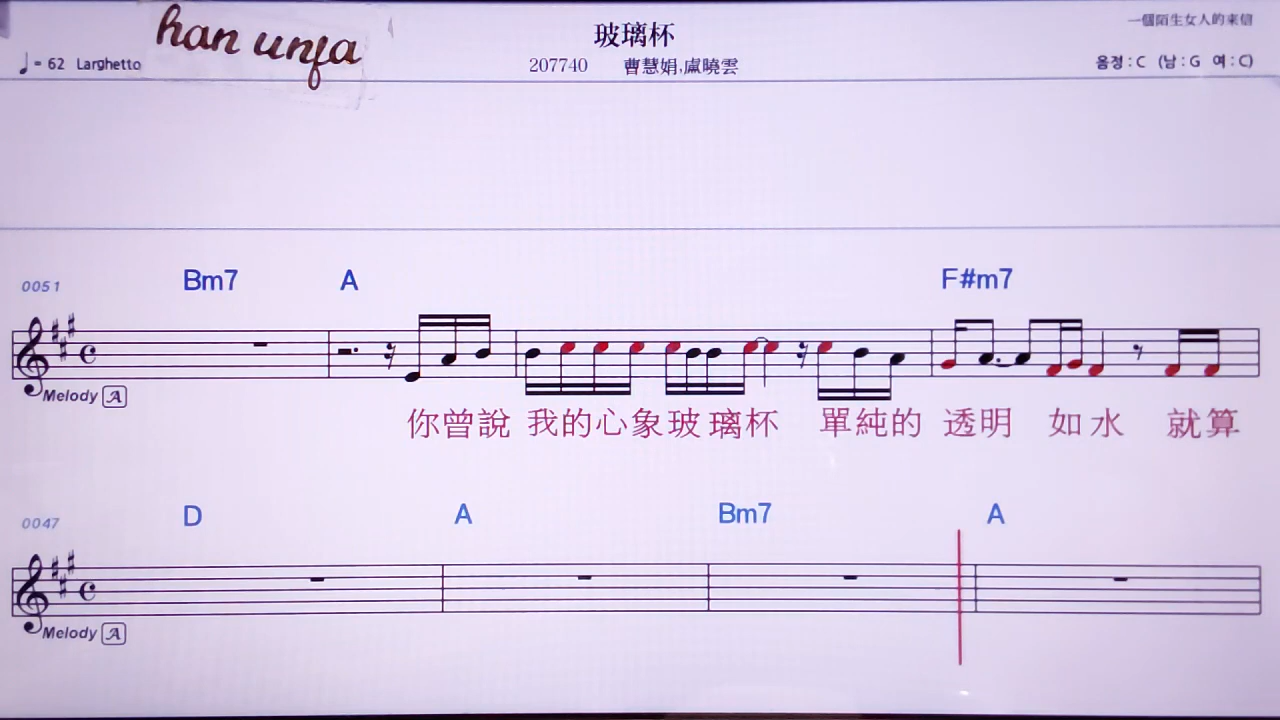 han unfa
玻璃杯
一個陌生女人的來信
♩= 62 Larghetto
207740 曹慧娟,盧曉雲
음정 : C (남 : G 여 : C)
0051 Bm7 A F#m7
Melody A
你曾說 我的心象玻璃杯 單純的 透明 如水 就算
0047 D A Bm7 A
Melody A